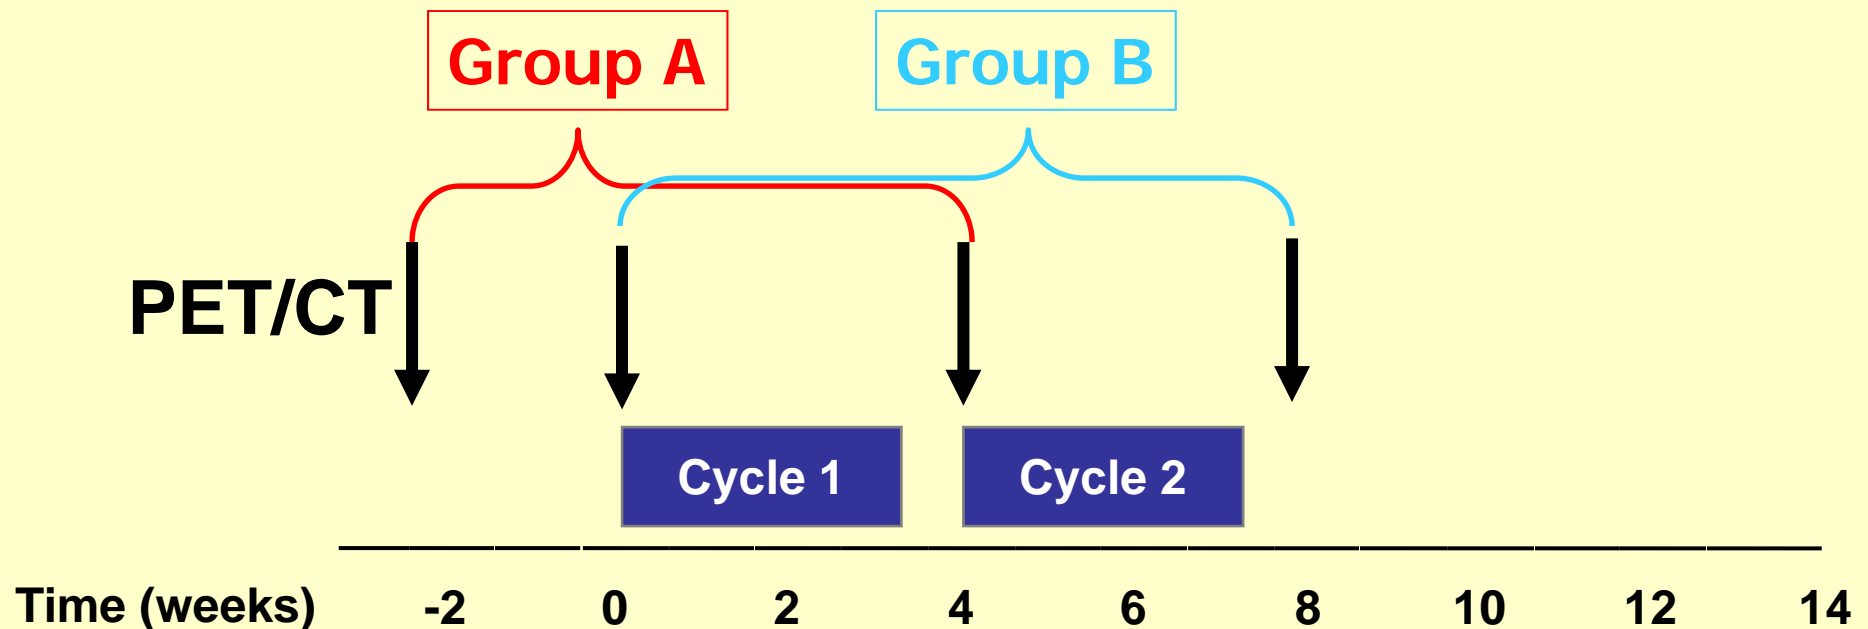 Group A Group B
PET/CT
Cycle 1 Cycle 2
Time (weeks) -2 0 2 4 6 8 10 12 14